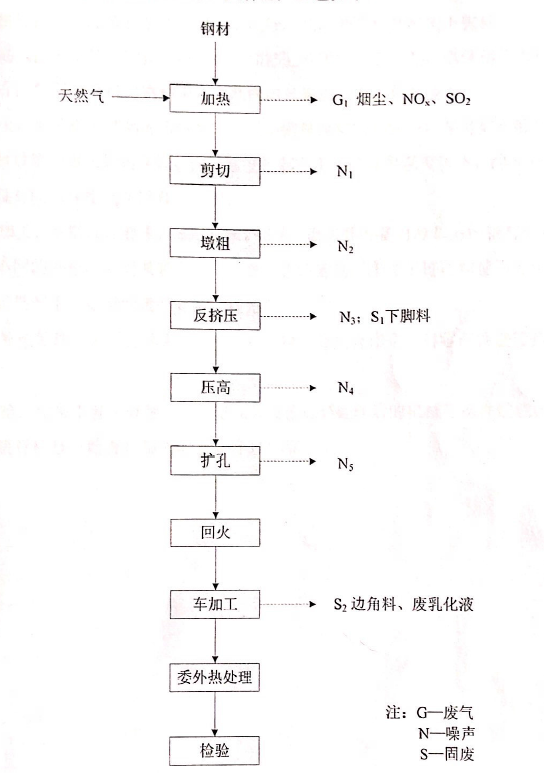 钢材
天然气 加热 G₁ 烟尘、NOₓ、SO₂
剪切 N₁
墩粗 N₂
反挤压 N₃；S₁下脚料
压高 N₄
扩孔 N₅
回火
车加工 S₂ 边角料、废乳化液
委外热处理
检验
注：G—废气
N—噪声
S—固废